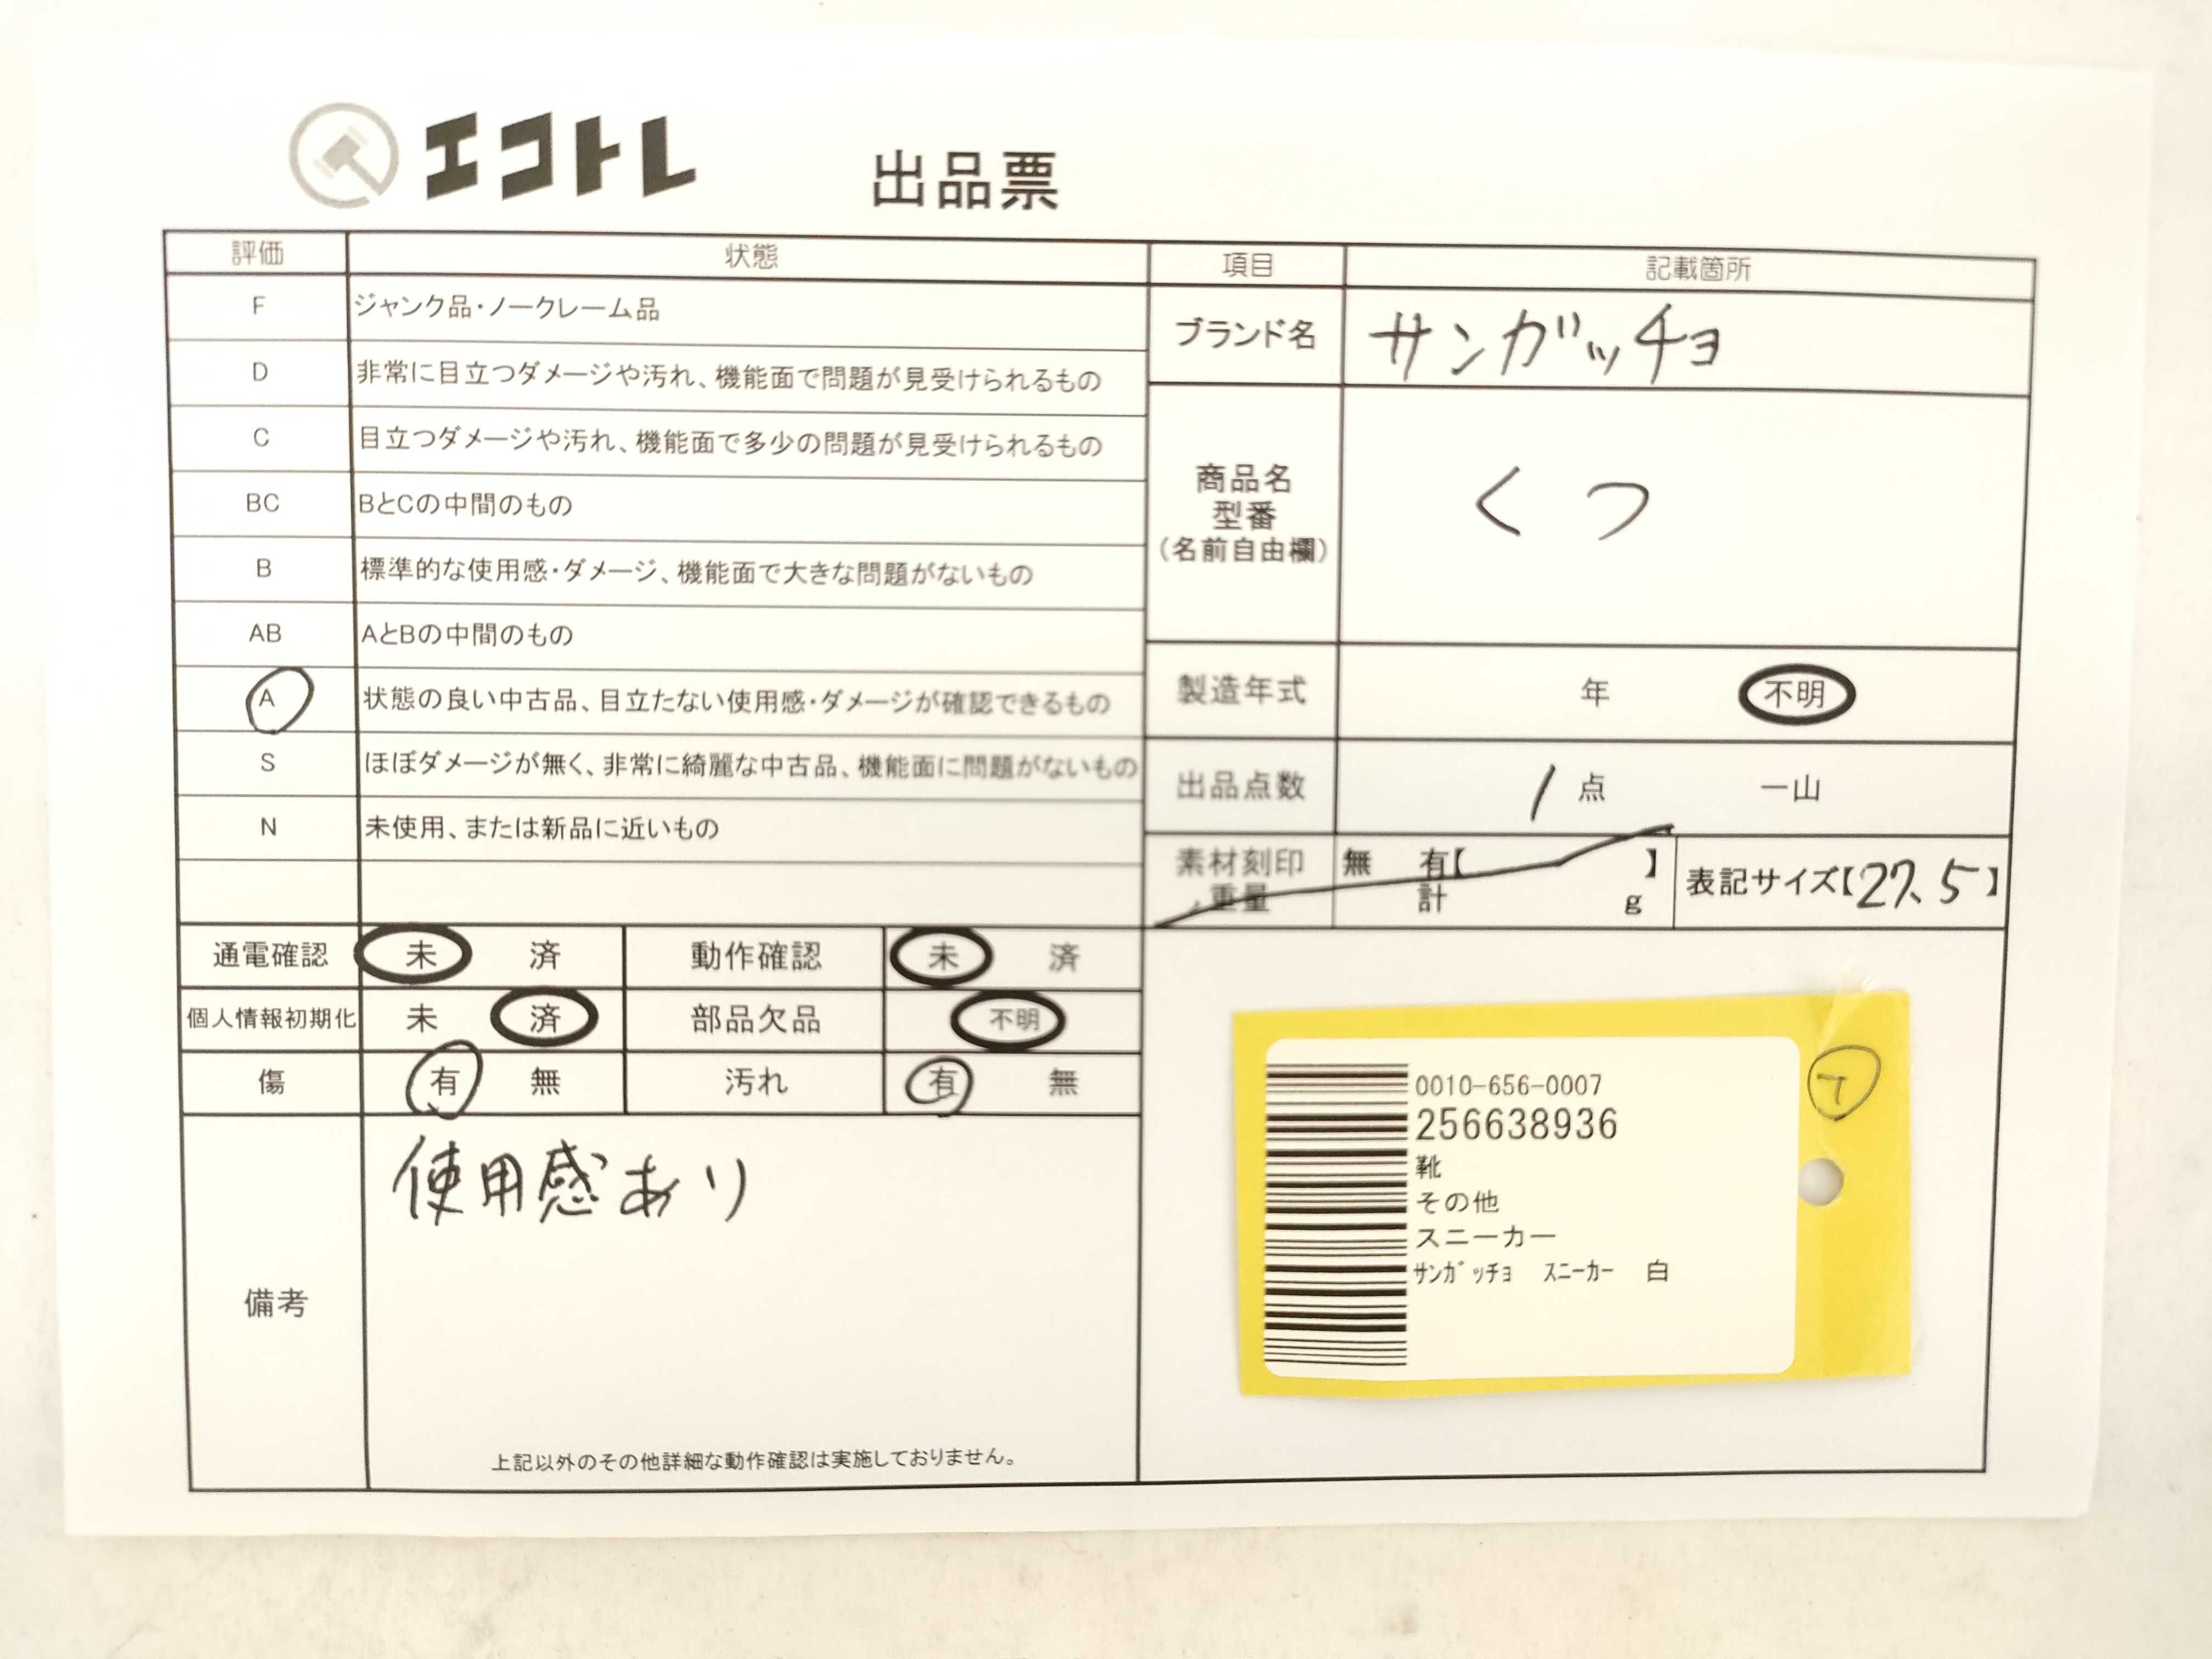 エコトレ
出品票
評価 状態
F ジャンク品・ノークレーム品
D 非常に目立つダメージや汚れ、機能面で問題が見受けられるもの
C 目立つダメージや汚れ、機能面で多少の問題が見受けられるもの
BC BとCの中間のもの
B 標準的な使用感・ダメージ、機能面で大きな問題がないもの
AB AとBの中間のもの
A 状態の良い中古品、目立たない使用感・ダメージが確認できるもの
S ほぼダメージが無く、非常に綺麗な中古品、機能面に問題がないもの
N 未使用、または新品に近いもの
項目 記載箇所
ブランド名 サンガッチョ
商品名
型番
(名前自由欄)
くつ
製造年式 年 不明
出品点数 1 点 一山
素材刻印 無 有【 】
重量 計 g
表記サイズ【27.5】
通電確認 未 済 動作確認 未 済
個人情報初期化 未 済 部品欠品 不明
傷 有 無 汚れ 有 無
備考
使用感あり
上記以外のその他詳細な動作確認は実施しておりません。
0010-656-0007
256638936
靴
その他
スニーカー
ｻﾝｶﾞｯﾁｮ ｽﾆｰｶｰ 白